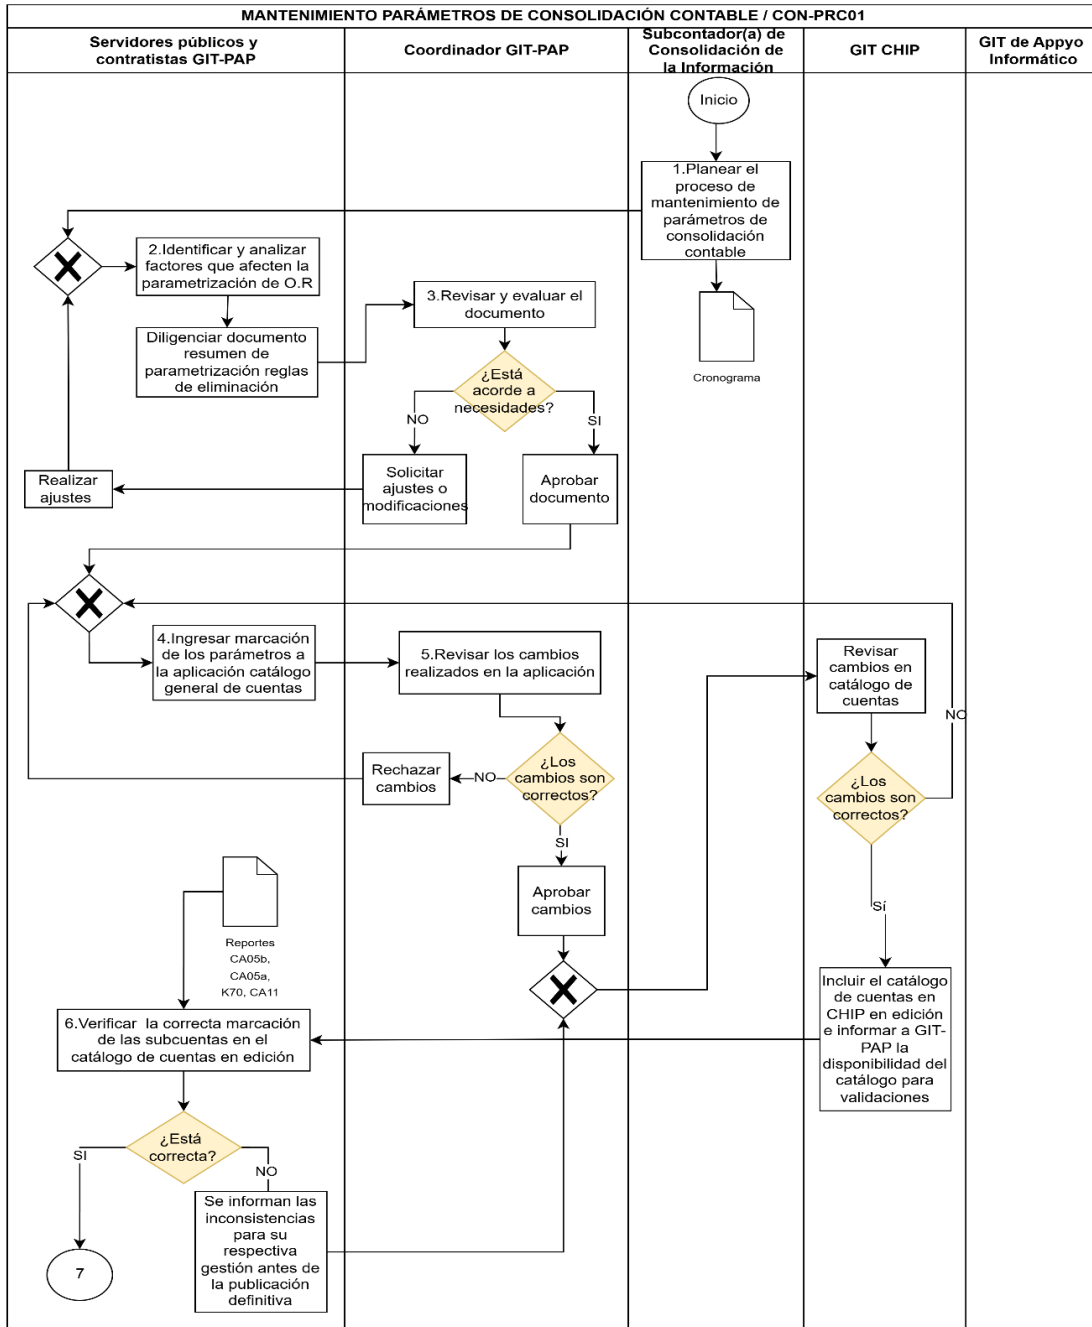 MANTENIMIENTO PARÁMETROS DE CONSOLIDACIÓN CONTABLE / CON-PRC01
Servidores públicos y
contratistas GIT-PAP
Coordinador GIT-PAP
Subcontador(a) de
Consolidación de
la Información
GIT CHIP
GIT de Appyo
Informático
Inicio
1.Planear el
proceso de
mantenimiento de
parámetros de
consolidación
contable
Cronograma
2.Identificar y analizar
factores que afecten la
parametrización de O.R
Diligenciar documento
resumen de
parametrización reglas
de eliminación
3.Revisar y evaluar el
documento
¿Está
acorde a
necesidades?
NO
SI
Solicitar
ajustes o
modificaciones
Aprobar
documento
Realizar
ajustes
4.Ingresar marcación
de los parámetros a
la aplicación catálogo
general de cuentas
5.Revisar los cambios
realizados en la aplicación
Revisar
cambios en
catálogo de
cuentas
NO
¿Los
cambios son
correctos?
NO
Rechazar
cambios
SI
¿Los
cambios son
correctos?
Sí
Aprobar
cambios
Reportes
CA05b,
CA05a,
K70, CA11
Incluir el catálogo
de cuentas en
CHIP en edición
e informar a GIT-
PAP la
disponibilidad del
catálogo para
validaciones
6.Verificar la correcta marcación
de las subcuentas en el
catálogo de cuentas en edición
¿Está
correcta?
SI
NO
Se informan las
inconsistencias
para su
respectiva
gestión antes de
la publicación
definitiva
7